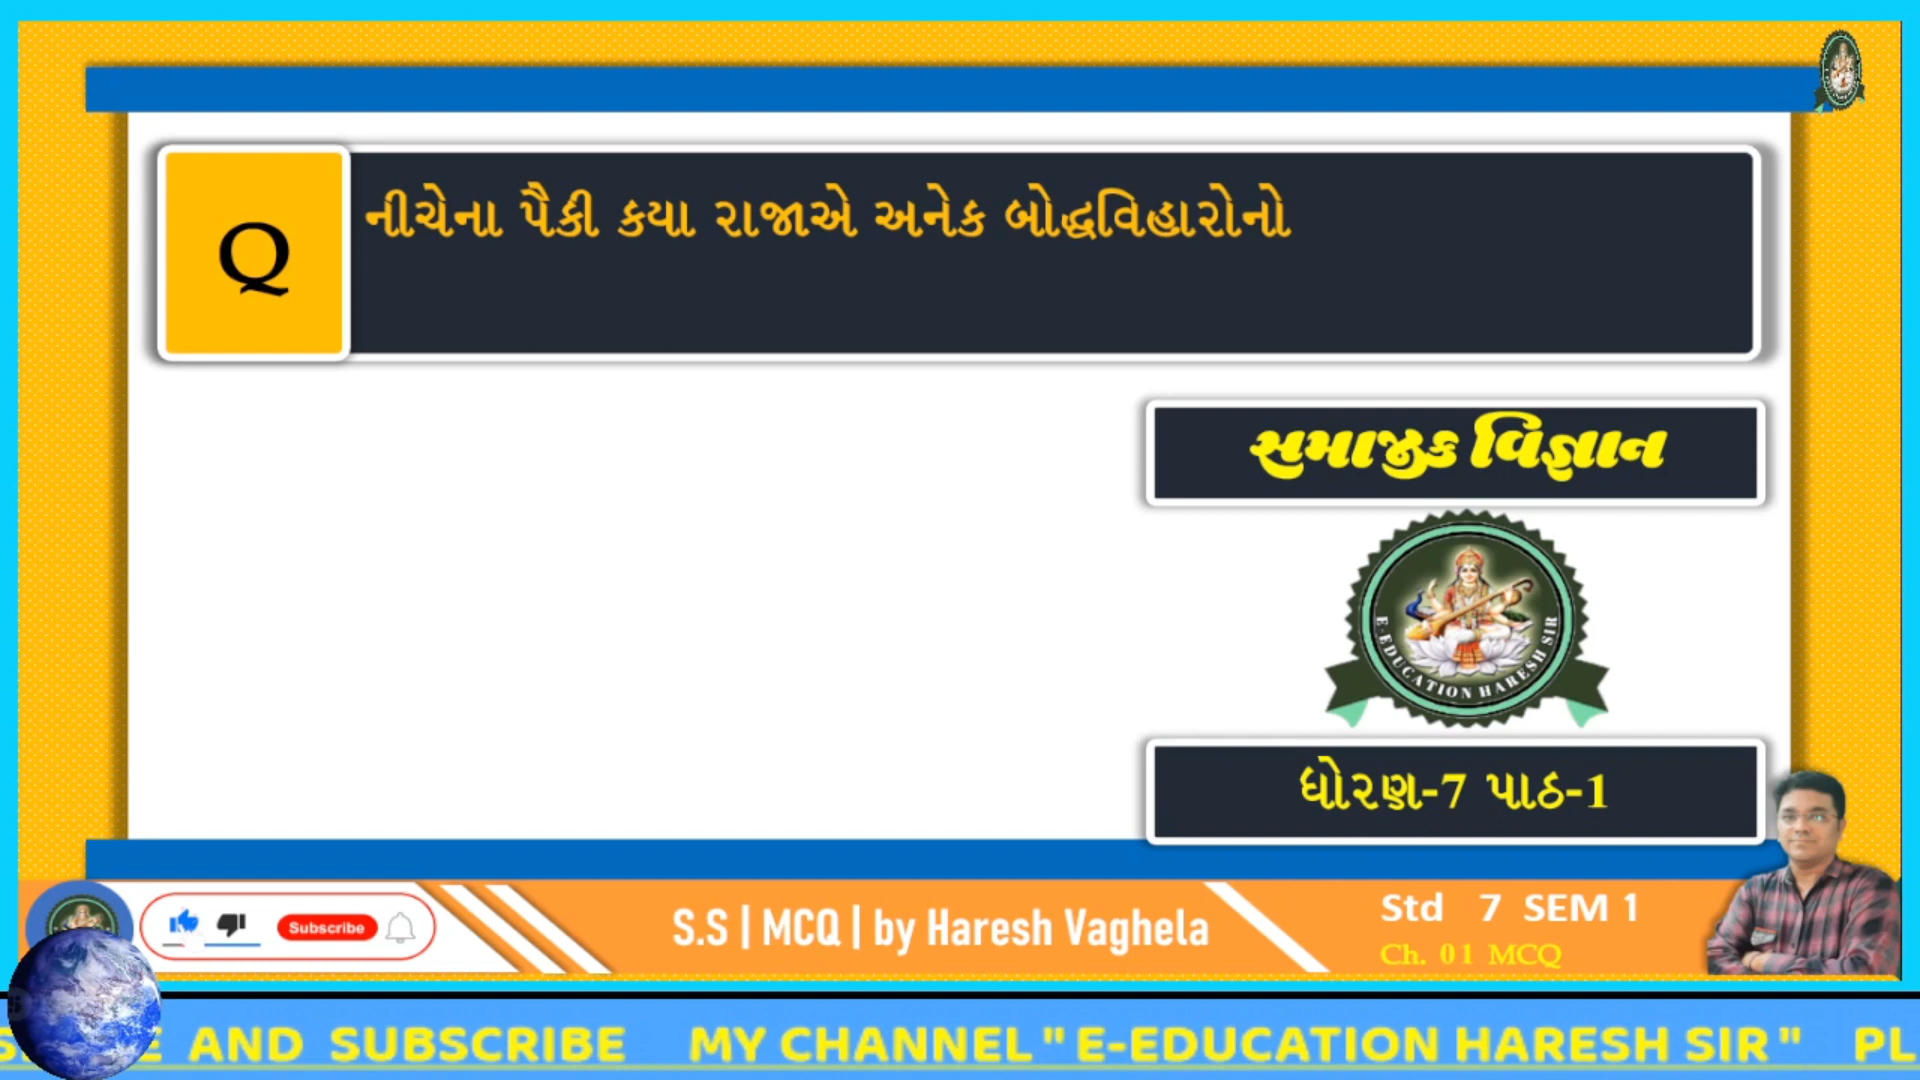 Q
નીચેના પૈકી કયા રાજાએ અનેક બોદ્ધવિહારોનો
સમાજીક વિજ્ઞાન
E-EDUCATION HARESH SIR
ધોરણ-7 પાઠ-1
Subscribe
S.S | MCQ | by Haresh Vaghela
Std 7 SEM 1
Ch. 01 MCQ
AND SUBSCRIBE MY CHANNEL "E-EDUCATION HARESH SIR" PL